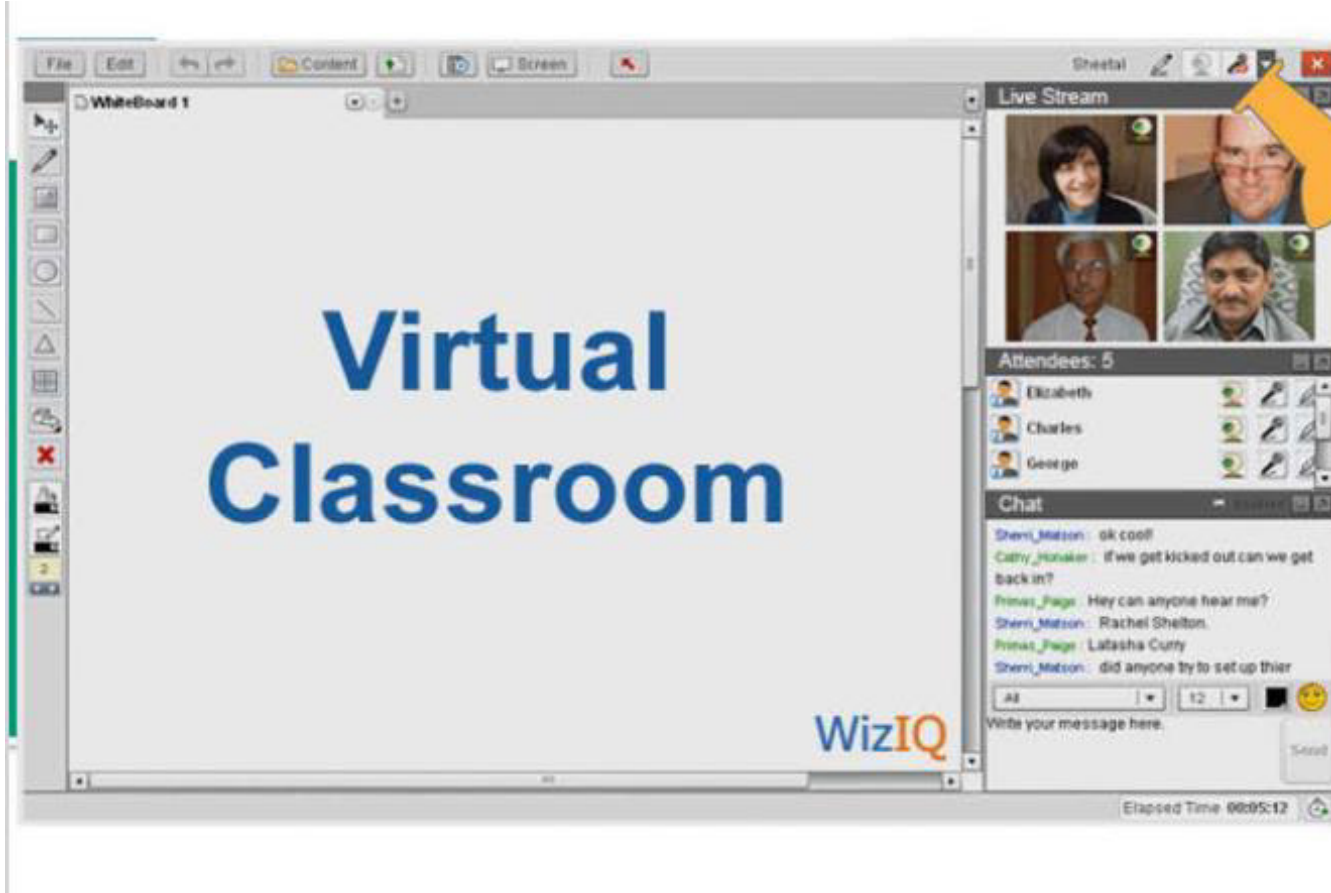 File Edit Content Screen Sheetal
WhiteBoard 1
Virtual
Classroom
WizIQ
Live Stream
Attendees: 5
Elizabeth
Charles
George
Chat
Sherri_Matson : ok cool!
Cathy_Honaker : if we get kicked out can we get
back in?
Primas_Paige : Hey can anyone hear me?
Sherri_Matson : Rachel Shelton.
Primas_Paige : Latasha Curry
Sherri_Matson : did anyone try to set up thier
All 12
Write your message here.
Send
Elapsed Time 00:05:12